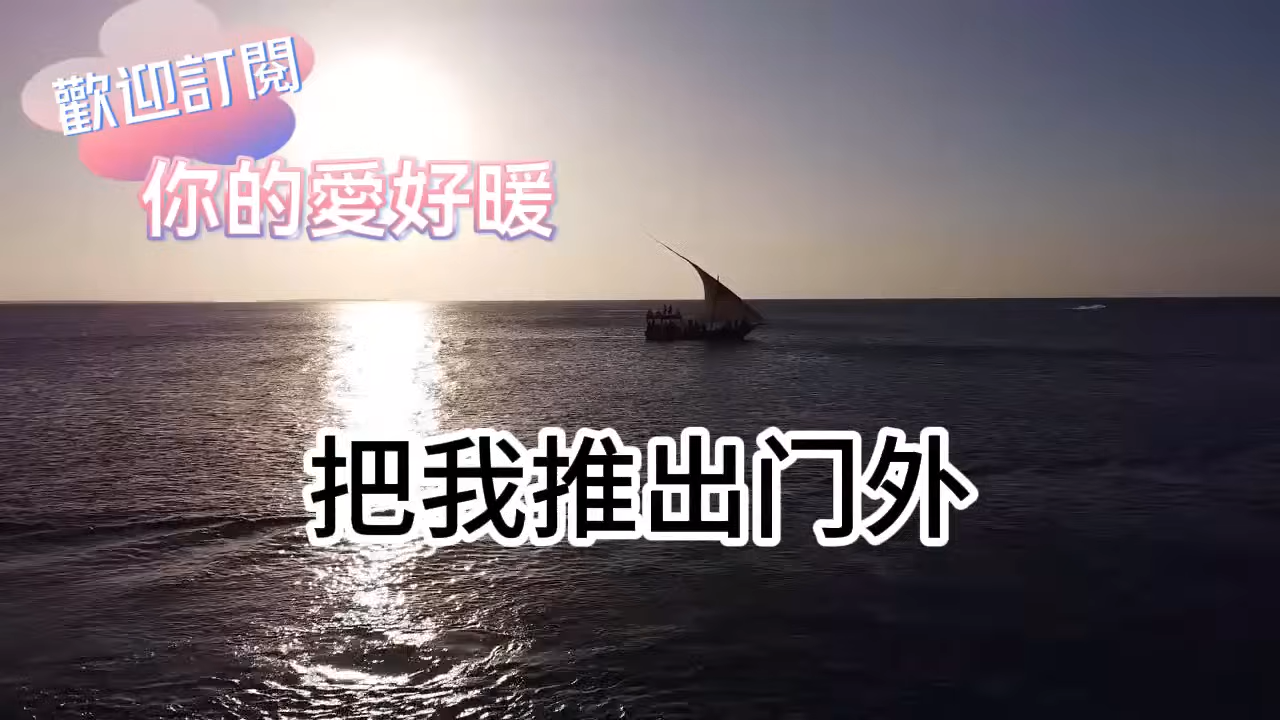 歡迎訂閱
你的愛好暖
把我推出门外